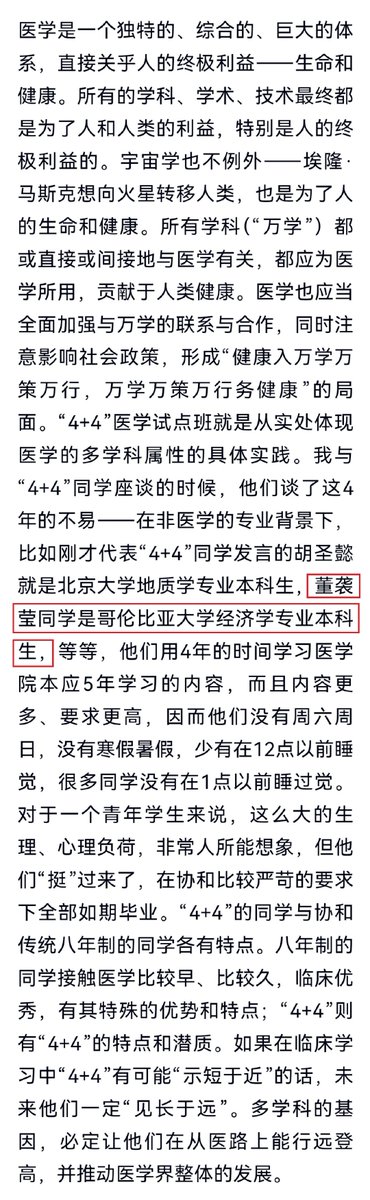 医学是一个独特的、综合的、巨大的体
系，直接关乎人的终极利益——生命和
健康。所有的学科、学术、技术最终都
是为了人和人类的利益，特别是人的终
极利益的。宇宙学也不例外——埃隆·
马斯克想向火星转移人类，也是为了人
的生命和健康。所有学科(“万学”）都
或直接或间接地与医学有关，都应为医
学所用，贡献于人类健康。医学也应当
全面加强与万学的联系与合作，同时注
意影响社会政策，形成“健康入万学万
策万行，万学万策万行务健康”的局
面。“4+4”医学试点班就是从实处体现
医学的多学科属性的具体实践。我与
“4+4”同学座谈的时候，他们谈了这4
年的不易——在非医学的专业背景下，
比如刚才代表“4+4”同学发言的胡圣懿
就是北京大学地质学专业本科生，董袭
莹同学是哥伦比亚大学经济学专业本科
生，等等，他们用4年的时间学习医学
院本应5年学习的内容，而且内容更
多、要求更高，因而他们没有周六周
日，没有寒假暑假，少有在12点以前睡
觉，很多同学没有在1点以前睡过觉。
对于一个青年学生来说，这么大的生
理、心理负荷，非常人所能想象，但他
们“挺”过来了，在协和比较严苛的要求
下全部如期毕业。“4+4”的同学与协和
传统八年制的同学各有特点。八年制的
同学接触医学比较早、比较久，临床优
秀，有其特殊的优势和特点；“4+4”则
有“4+4”的特点和潜质。如果在临床学
习中“4+4”有可能“示短于近”的话，未
来他们一定“见长于远”。多学科的基
因，必定让他们在从医路上能行远登
高，并推动医学界整体的发展。